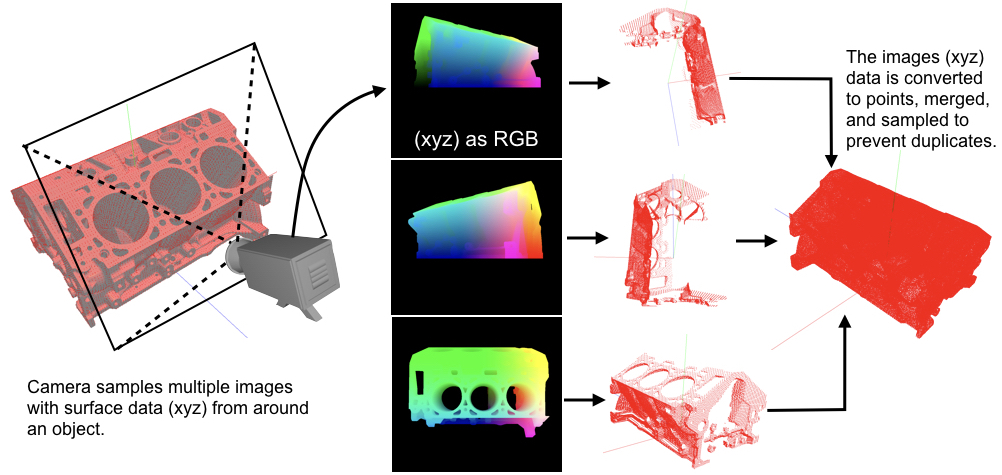 (xyz) as RGB
The images (xyz)
data is converted
to points, merged,
and sampled to
prevent duplicates.
Camera samples multiple images
with surface data (xyz) from around
an object.